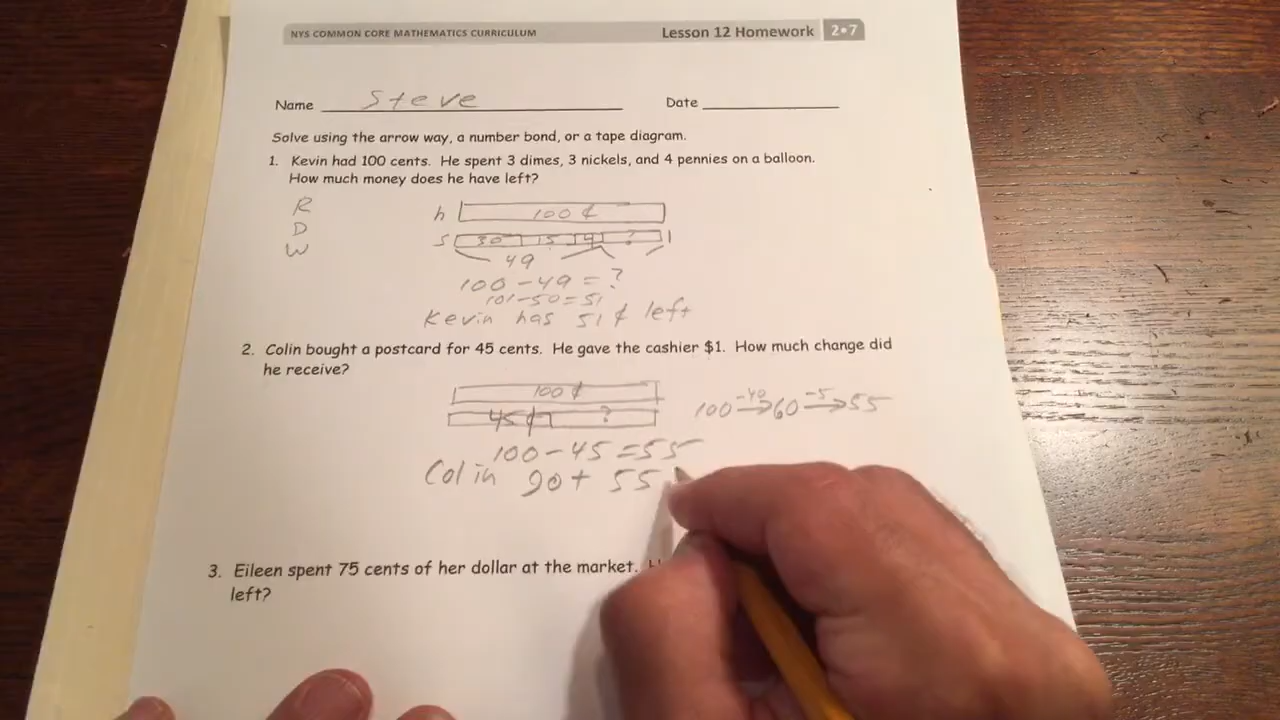 NYS COMMON CORE MATHEMATICS CURRICULUM Lesson 12 Homework 2•7
Name Steve Date
Solve using the arrow way, a number bond, or a tape diagram.
1. Kevin had 100 cents. He spent 3 dimes, 3 nickels, and 4 pennies on a balloon.
How much money does he have left?
R
D
W
h 100 ¢
s 30 15 4 ?
49
100 - 49 = ?
101 - 50 = 51
Kevin has 51 ¢ left
2. Colin bought a postcard for 45 cents. He gave the cashier $1. How much change did
he receive?
100 ¢
45 ¢ ?
100 -40 → 60 -5 → 55
100 - 45 = 55
Colin got 55
3. Eileen spent 75 cents of her dollar at the market.
left?